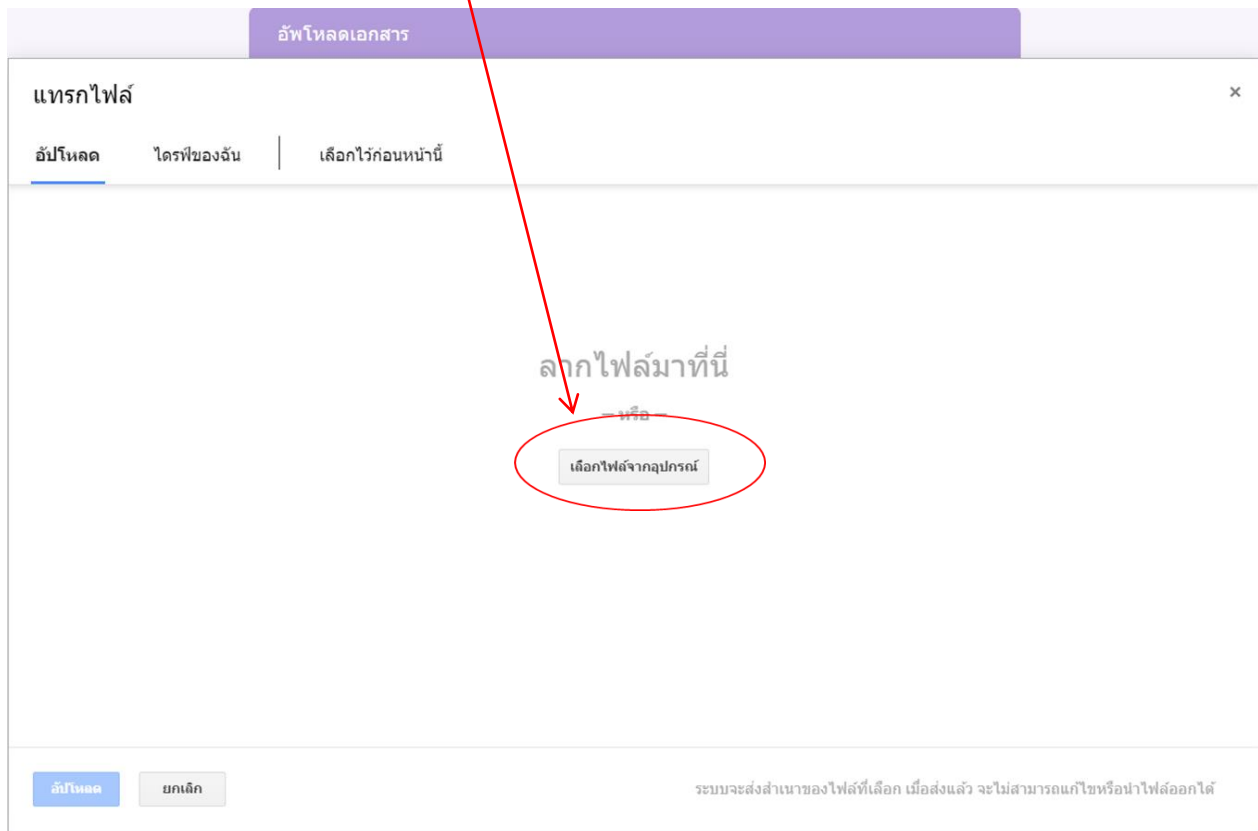 อัพโหลดเอกสาร
แทรกไฟล์
×
อัปโหลด ไดรฟ์ของฉัน เลือกไว้ก่อนหน้านี้
ลากไฟล์มาที่นี่
— หรือ —
เลือกไฟล์จากอุปกรณ์
อัปโหลด ยกเลิก ระบบจะส่งสำเนาของไฟล์ที่เลือก เมื่อส่งแล้ว จะไม่สามารถแก้ไขหรือนำไฟล์ออกได้